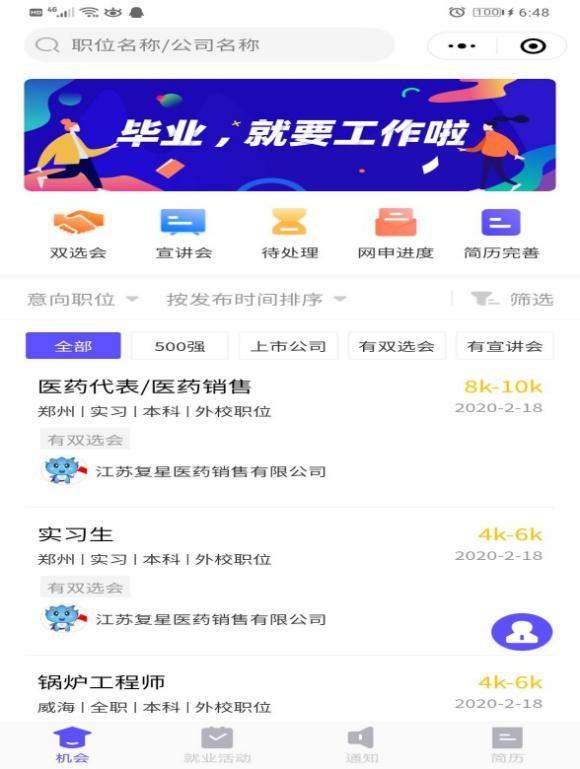 HD 4G 100 6:48
职位名称/公司名称
毕业，就要工作啦
双选会 宣讲会 待处理 网申进度 简历完善
意向职位 按发布时间排序 筛选
全部 500强 上市公司 有双选会 有宣讲会
医药代表/医药销售 8k-10k
郑州 | 实习 | 本科 | 外校职位 2020-2-18
有双选会
江苏复星医药销售有限公司
实习生 4k-6k
郑州 | 实习 | 本科 | 外校职位 2020-2-18
有双选会
江苏复星医药销售有限公司
锅炉工程师 4k-6k
威海 | 全职 | 本科 | 外校职位 2020-2-18
机会 就业活动 通知 简历